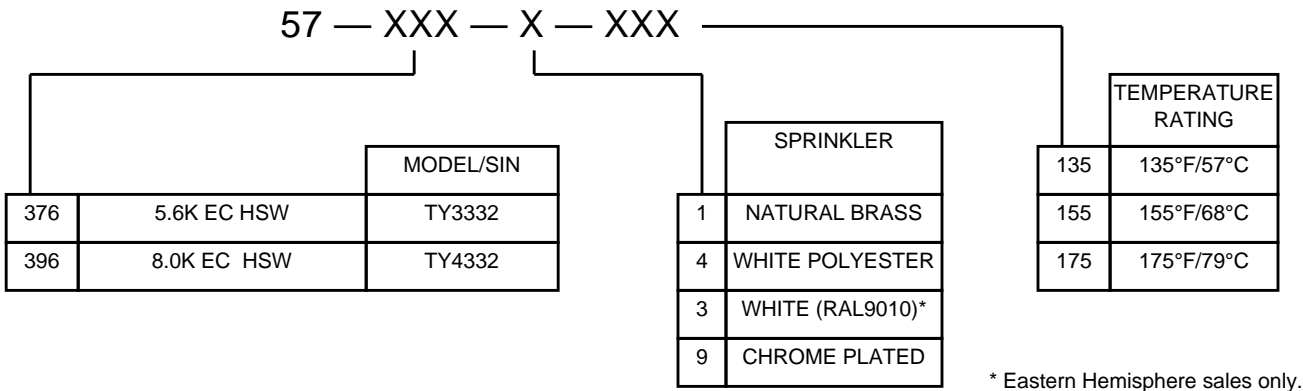 57 — XXX — X — XXX
MODEL/SIN
376 5.6K EC HSW TY3332
396 8.0K EC HSW TY4332
SPRINKLER
1 NATURAL BRASS
4 WHITE POLYESTER
3 WHITE (RAL9010)*
9 CHROME PLATED
TEMPERATURE
RATING
135 135°F/57°C
155 155°F/68°C
175 175°F/79°C
* Eastern Hemisphere sales only.